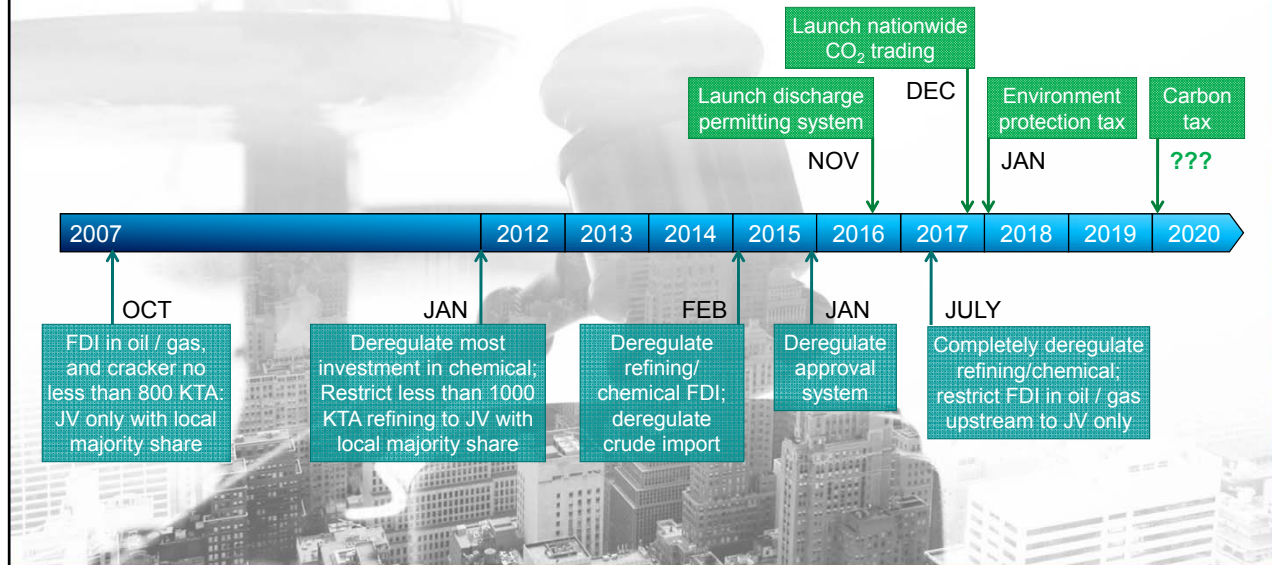 Launch nationwide
CO₂ trading
DEC
Launch discharge
permitting system
NOV
Environment
protection tax
JAN
Carbon
tax
???
2007 2012 2013 2014 2015 2016 2017 2018 2019 2020
OCT
FDI in oil / gas,
and cracker no
less than 800 KTA:
JV only with local
majority share
JAN
Deregulate most
investment in chemical;
Restrict less than 1000
KTA refining to JV with
local majority share
FEB
Deregulate
refining/
chemical FDI;
deregulate
crude import
JAN
Deregulate
approval
system
JULY
Completely deregulate
refining/chemical;
restrict FDI in oil / gas
upstream to JV only